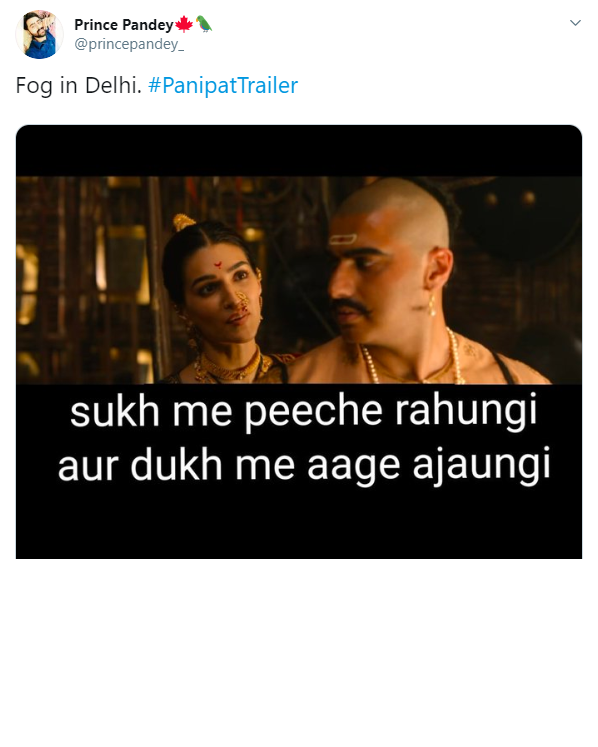 Prince Pandey🍁🦜
@princepandey_
Fog in Delhi. #PanipatTrailer
sukh me peeche rahungi
aur dukh me aage ajaungi